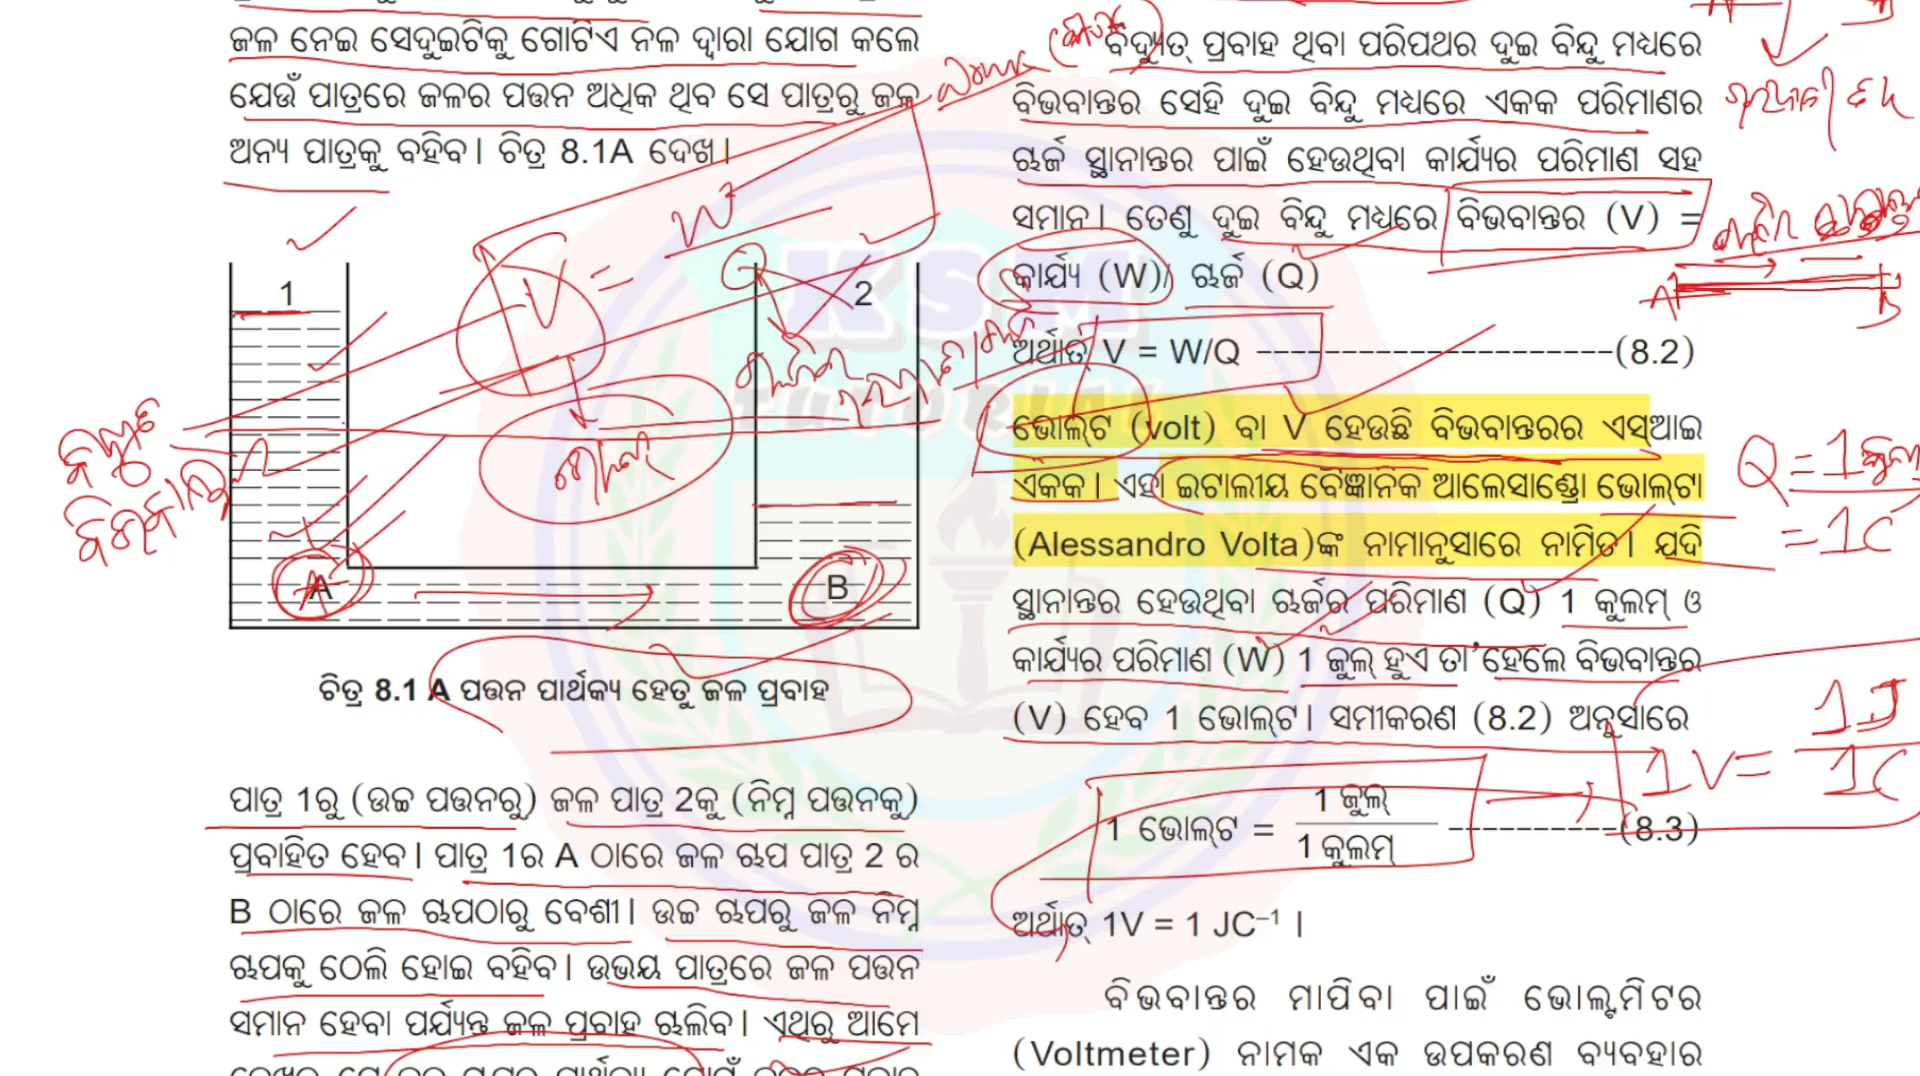 ଜଳ ନେଇ ସେଦୁଇଟିକୁ ଗୋଟିଏ ନଳ ଦ୍ୱାରା ଯୋଗ କଲେ
ଯେଉଁ ପାତ୍ରରେ ଜଳର ପତ୍ତନ ଅଧିକ ଥିବ ସେ ପାତ୍ରରୁ ଜଳ
ଅନ୍ୟ ପାତ୍ରକୁ ବହିବ। ଚିତ୍ର 8.1A ଦେଖ।
1
2
V = W
A
B
ଚିତ୍ର 8.1 A ପତ୍ତନ ପାର୍ଥକ୍ୟ ହେତୁ ଜଳ ପ୍ରବାହ
ପାତ୍ର 1ରୁ (ଉଚ୍ଚ ପତ୍ତନରୁ) ଜଳ ପାତ୍ର 2କୁ (ନିମ୍ନ ପତ୍ତନକୁ)
ପ୍ରବାହିତ ହେବ। ପାତ୍ର 1ର A ଠାରେ ଜଳ ଚାପ ପାତ୍ର 2 ର
B ଠାରେ ଜଳ ଚାପଠାରୁ ବେଶୀ। ଉଚ୍ଚ ଚାପରୁ ଜଳ ନିମ୍ନ
ଚାପକୁ ଠେଲି ହୋଇ ବହିବ। ଉଭୟ ପାତ୍ରରେ ଜଳ ପତ୍ତନ
ସମାନ ହେବା ପର୍ଯ୍ୟନ୍ତ ଜଳ ପ୍ରବାହ ଚାଲିବ। ଏଥିରୁ ଆମେ
ବିଦ୍ୟୁତ୍ ପ୍ରବାହ ଥିବା ପରିପଥର ଦୁଇ ବିନ୍ଦୁ ମଧ୍ୟରେ
ବିଭବାନ୍ତର ସେହି ଦୁଇ ବିନ୍ଦୁ ମଧ୍ୟରେ ଏକକ ପରିମାଣର
ଚାର୍ଜ ସ୍ଥାନାନ୍ତର ପାଇଁ ହେଉଥିବା କାର୍ଯ୍ୟର ପରିମାଣ ସହ
ସମାନ। ତେଣୁ ଦୁଇ ବିନ୍ଦୁ ମଧ୍ୟରେ ବିଭବାନ୍ତର (V) =
କାର୍ଯ୍ୟ (W)/ ଚାର୍ଜ (Q)
ଅର୍ଥାତ୍ V = W/Q ----------------------(8.2)
ଭୋଲ୍‌ଟ (volt) ବା V ହେଉଛି ବିଭବାନ୍ତରର ଏସ୍ଆଇ
ଏକକ। ଏହା ଇଟାଲୀୟ ବୈଜ୍ଞାନିକ ଆଲେସାଣ୍ଡ୍ରୋ ଭୋଲ୍‌ଟା
(Alessandro Volta)ଙ୍କ ନାମାନୁସାରେ ନାମିତ। ଯଦି
ସ୍ଥାନାନ୍ତର ହେଉଥିବା ଚାର୍ଜର ପରିମାଣ (Q) 1 କୁଲମ୍ ଓ
କାର୍ଯ୍ୟର ପରିମାଣ (W) 1 ଜୁଲ୍ ହୁଏ ତା'ହେଲେ ବିଭବାନ୍ତର
(V) ହେବ 1 ଭୋଲ୍‌ଟ। ସମୀକରଣ (8.2) ଅନୁସାରେ
1 ଭୋଲ୍‌ଟ = 1 ଜୁଲ୍ / 1 କୁଲମ୍ -----------(8.3)
ଅର୍ଥାତ୍ 1V = 1 JC⁻¹ ।
ବିଭବାନ୍ତର ମାପିବା ପାଇଁ ଭୋଲ୍ଟମିଟର
(Voltmeter) ନାମକ ଏକ ଉପକରଣ ବ୍ୟବହାର
A B
Q = 1
= 1C
1V = 1J / 1C
KSM
TUTORIAL